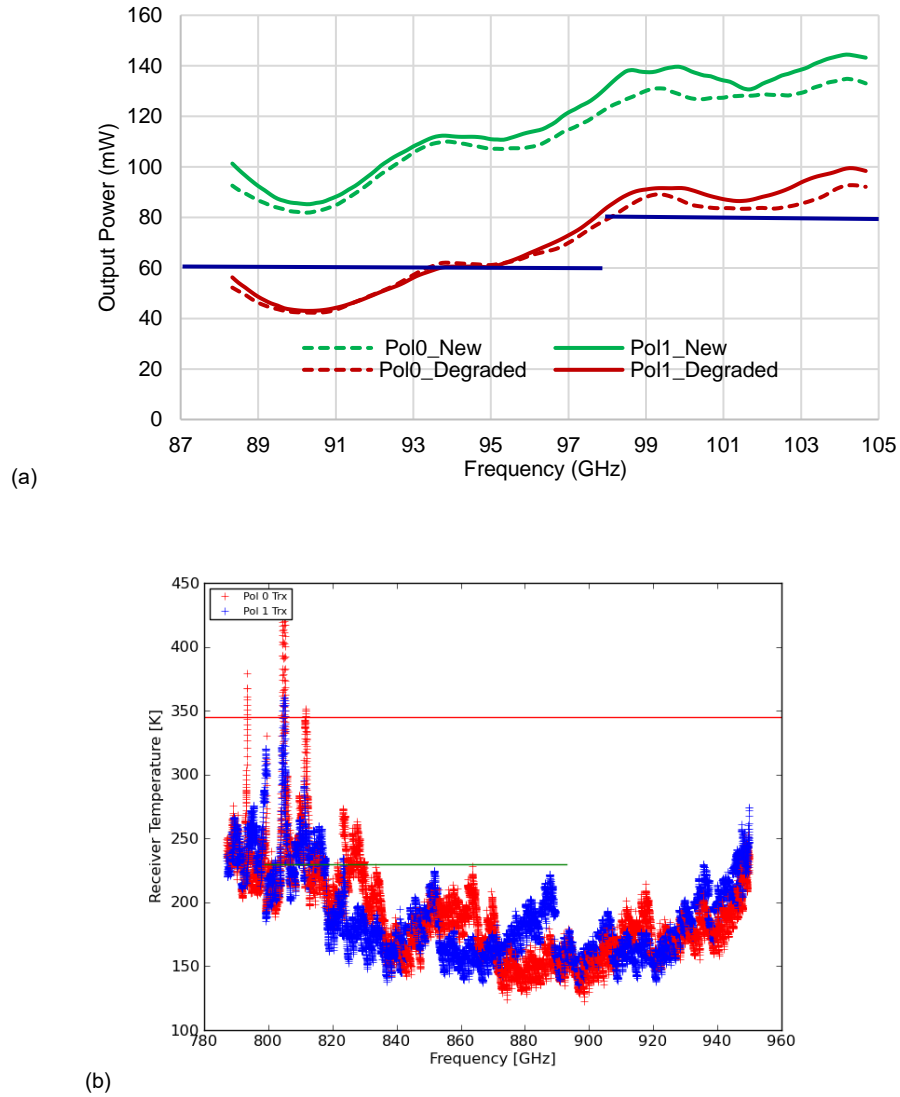 160
140
120
100
80
60
40
20
0
Output Power (mW)
Pol0_New Pol1_New
Pol0_Degraded Pol1_Degraded
87 89 91 93 95 97 99 101 103 105
Frequency (GHz)
(a)
450
400
350
300
250
200
150
100
Receiver Temperature [K]
Pol 0 Trx
Pol 1 Trx
780 800 820 840 860 880 900 920 940 960
Frequency [GHz]
(b)